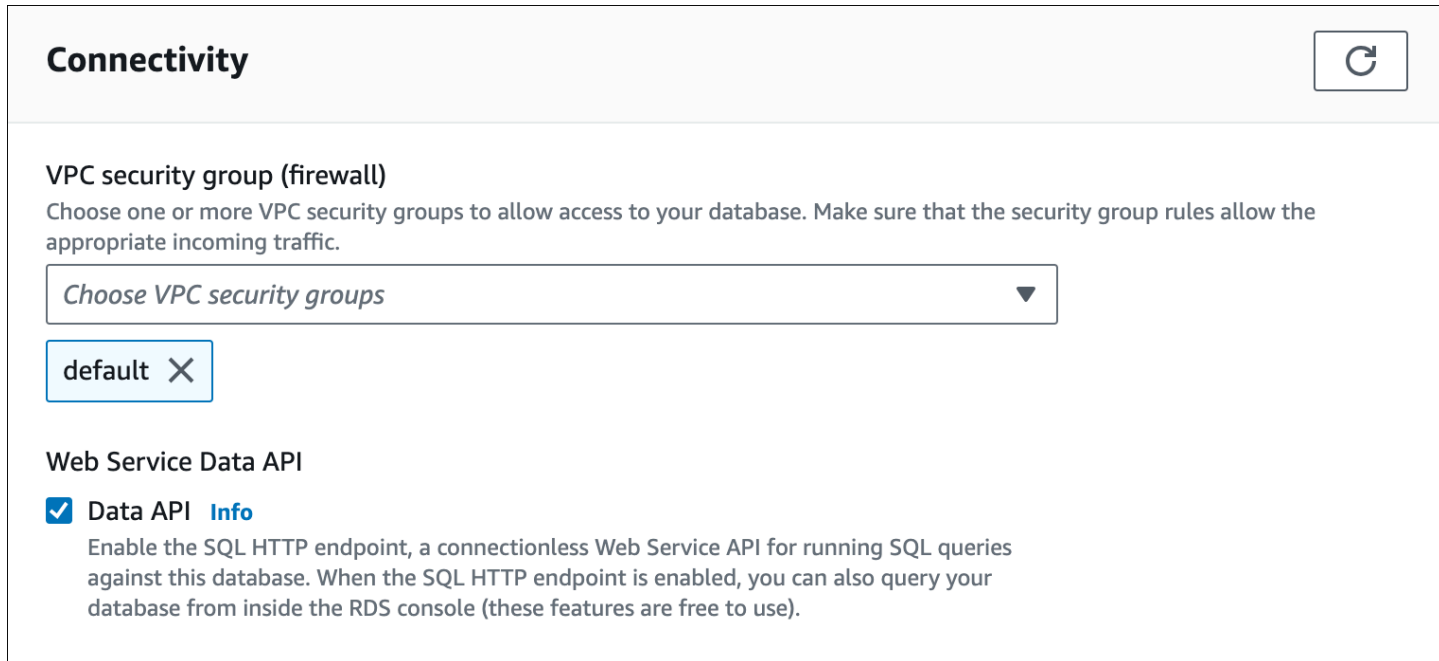 Connectivity
VPC security group (firewall)
Choose one or more VPC security groups to allow access to your database. Make sure that the security group rules allow the
appropriate incoming traffic.
Choose VPC security groups
default
Web Service Data API
Data API Info
Enable the SQL HTTP endpoint, a connectionless Web Service API for running SQL queries
against this database. When the SQL HTTP endpoint is enabled, you can also query your
database from inside the RDS console (these features are free to use).